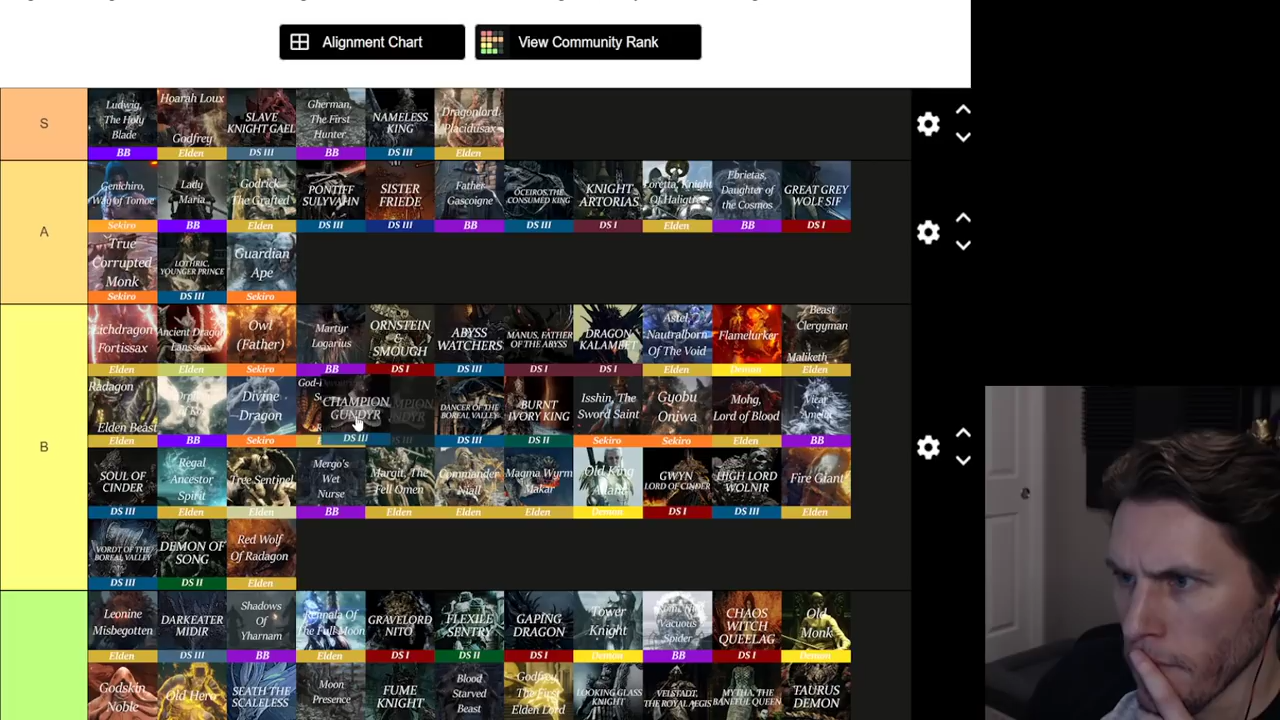 Alignment Chart
View Community Rank
S
Ludwig,
The Holy
Blade
BB
Hoarah Loux
Godfrey
Elden
SLAVE
KNIGHT GAEL
DS III
Gherman,
The First
Hunter
BB
NAMELESS
KING
DS III
Dragonlord
Placidusax
Elden
A
Genichiro,
Way of Tomoe
Sekiro
Lady
Maria
BB
Godrick
The Grafted
Elden
PONTIFF
SULYVAHN
DS III
SISTER
FRIEDE
DS III
Father
Gascoigne
BB
OCEIROS, THE
CONSUMED KING
DS III
KNIGHT
ARTORIAS
DS I
Loretta, Knight
Of Haligtree
Elden
Ebrietas,
Daughter of
the Cosmos
BB
GREAT GREY
WOLF SIF
DS I
True
Corrupted
Monk
Sekiro
LOTHRIC,
YOUNGER PRINCE
DS III
Guardian
Ape
Sekiro
B
Lichdragon
Fortissax
Elden
Ancient Dragon
Lansseax
Elden
Owl
(Father)
Sekiro
Martyr
Logarius
BB
ORNSTEIN
&
SMOUGH
DS I
ABYSS
WATCHERS
DS III
MANUS, FATHER
OF THE ABYSS
DS I
DRAGON
KALAMEET
DS I
Astel,
Nautralborn
Of The Void
Elden
Flamelurker
Demon
Beast
Clergyman
Maliketh
Elden
Radagon
Elden Beast
Elden
BB
Divine
Dragon
Sekiro
CHAMPION
GUNDYR
DS III
DS III
DANCER OF THE
BOREAL VALLEY
DS III
BURNT
IVORY KING
DS II
Isshin, The
Sword Saint
Sekiro
Gyobu
Oniwa
Sekiro
Mohg,
Lord of Blood
Elden
Vicar
Amelia
BB
SOUL OF
CINDER
DS III
Regal
Ancestor
Spirit
Elden
Tree Sentinel
Elden
Mergo's
Wet
Nurse
BB
Margit, The
Fell Omen
Elden
Commander
Niall
Elden
Magma Wyrm
Makar
Elden
Old King
Allant
Demon
GWYN
LORD OF CINDER
DS I
HIGH LORD
WOLNIR
DS III
Fire Giant
Elden
VORDT OF THE
BOREAL VALLEY
DS III
DEMON OF
SONG
DS II
Red Wolf
Of Radagon
Elden
Leonine
Misbegotten
Elden
DARKEATER
MIDIR
DS III
Shadows
Of
Yharnam
BB
Rennala Of
The Full Moon
Elden
GRAVELORD
NITO
DS I
FLEXILE
SENTRY
DS II
GAPING
DRAGON
DS I
Tower
Knight
Demon
Vacuous
Spider
BB
CHAOS
WITCH
QUEELAG
DS I
Old
Monk
Demon
Godskin
Noble
Old Hero
SEATH THE
SCALELESS
Moon
Presence
FUME
KNIGHT
Blood
Starved
Beast
Godfrey,
The First
Elden Lord
LOOKING GLASS
KNIGHT
VELSTADT,
THE ROYAL AEGIS
MYTHA, THE
BANEFUL QUEEN
TAURUS
DEMON